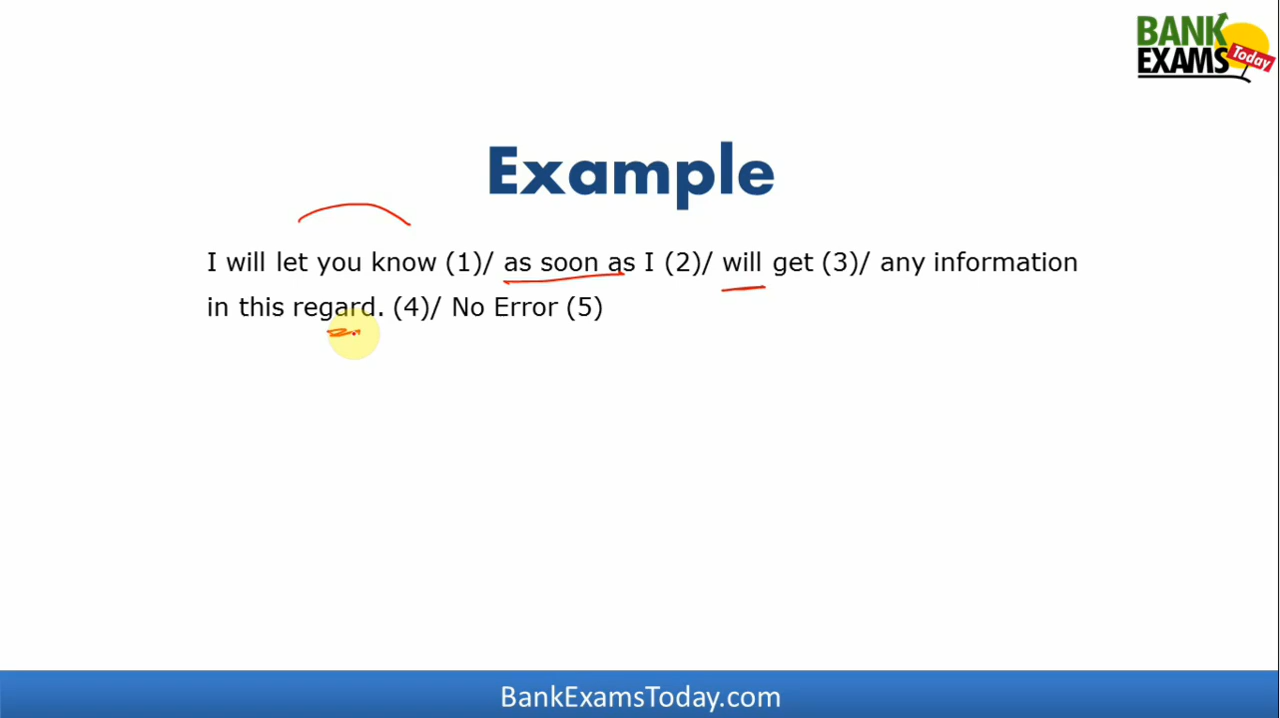 BANK
EXAMS
Today
Example
I will let you know (1)/ as soon as I (2)/ will get (3)/ any information
in this regard. (4)/ No Error (5)
BankExamsToday.com